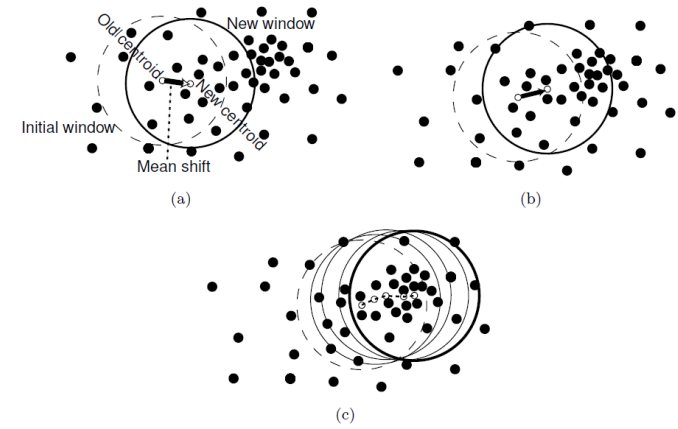 New window
Old centroid
New centroid
Initial window
Mean shift
(a)
(b)
(c)